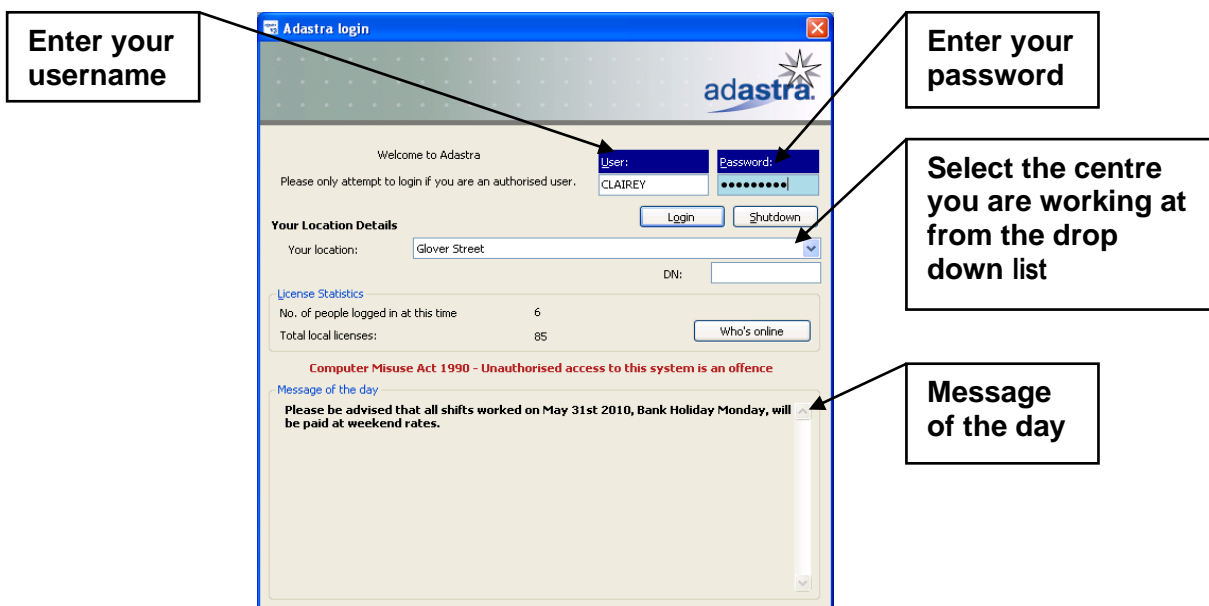 Enter your
username
Adastra login
adastra.
Enter your
password
Welcome to Adastra
Please only attempt to login if you are an authorised user.
User:
Password:
CLAIREY
•••••••••
Login
Shutdown
Select the centre
you are working at
from the drop
down list
Your Location Details
Your location:
Glover Street
DN:
License Statistics
No. of people logged in at this time
6
Total local licenses:
85
Who's online
Computer Misuse Act 1990 - Unauthorised access to this system is an offence
Message of the day
Please be advised that all shifts worked on May 31st 2010, Bank Holiday Monday, will
be paid at weekend rates.
Message
of the day